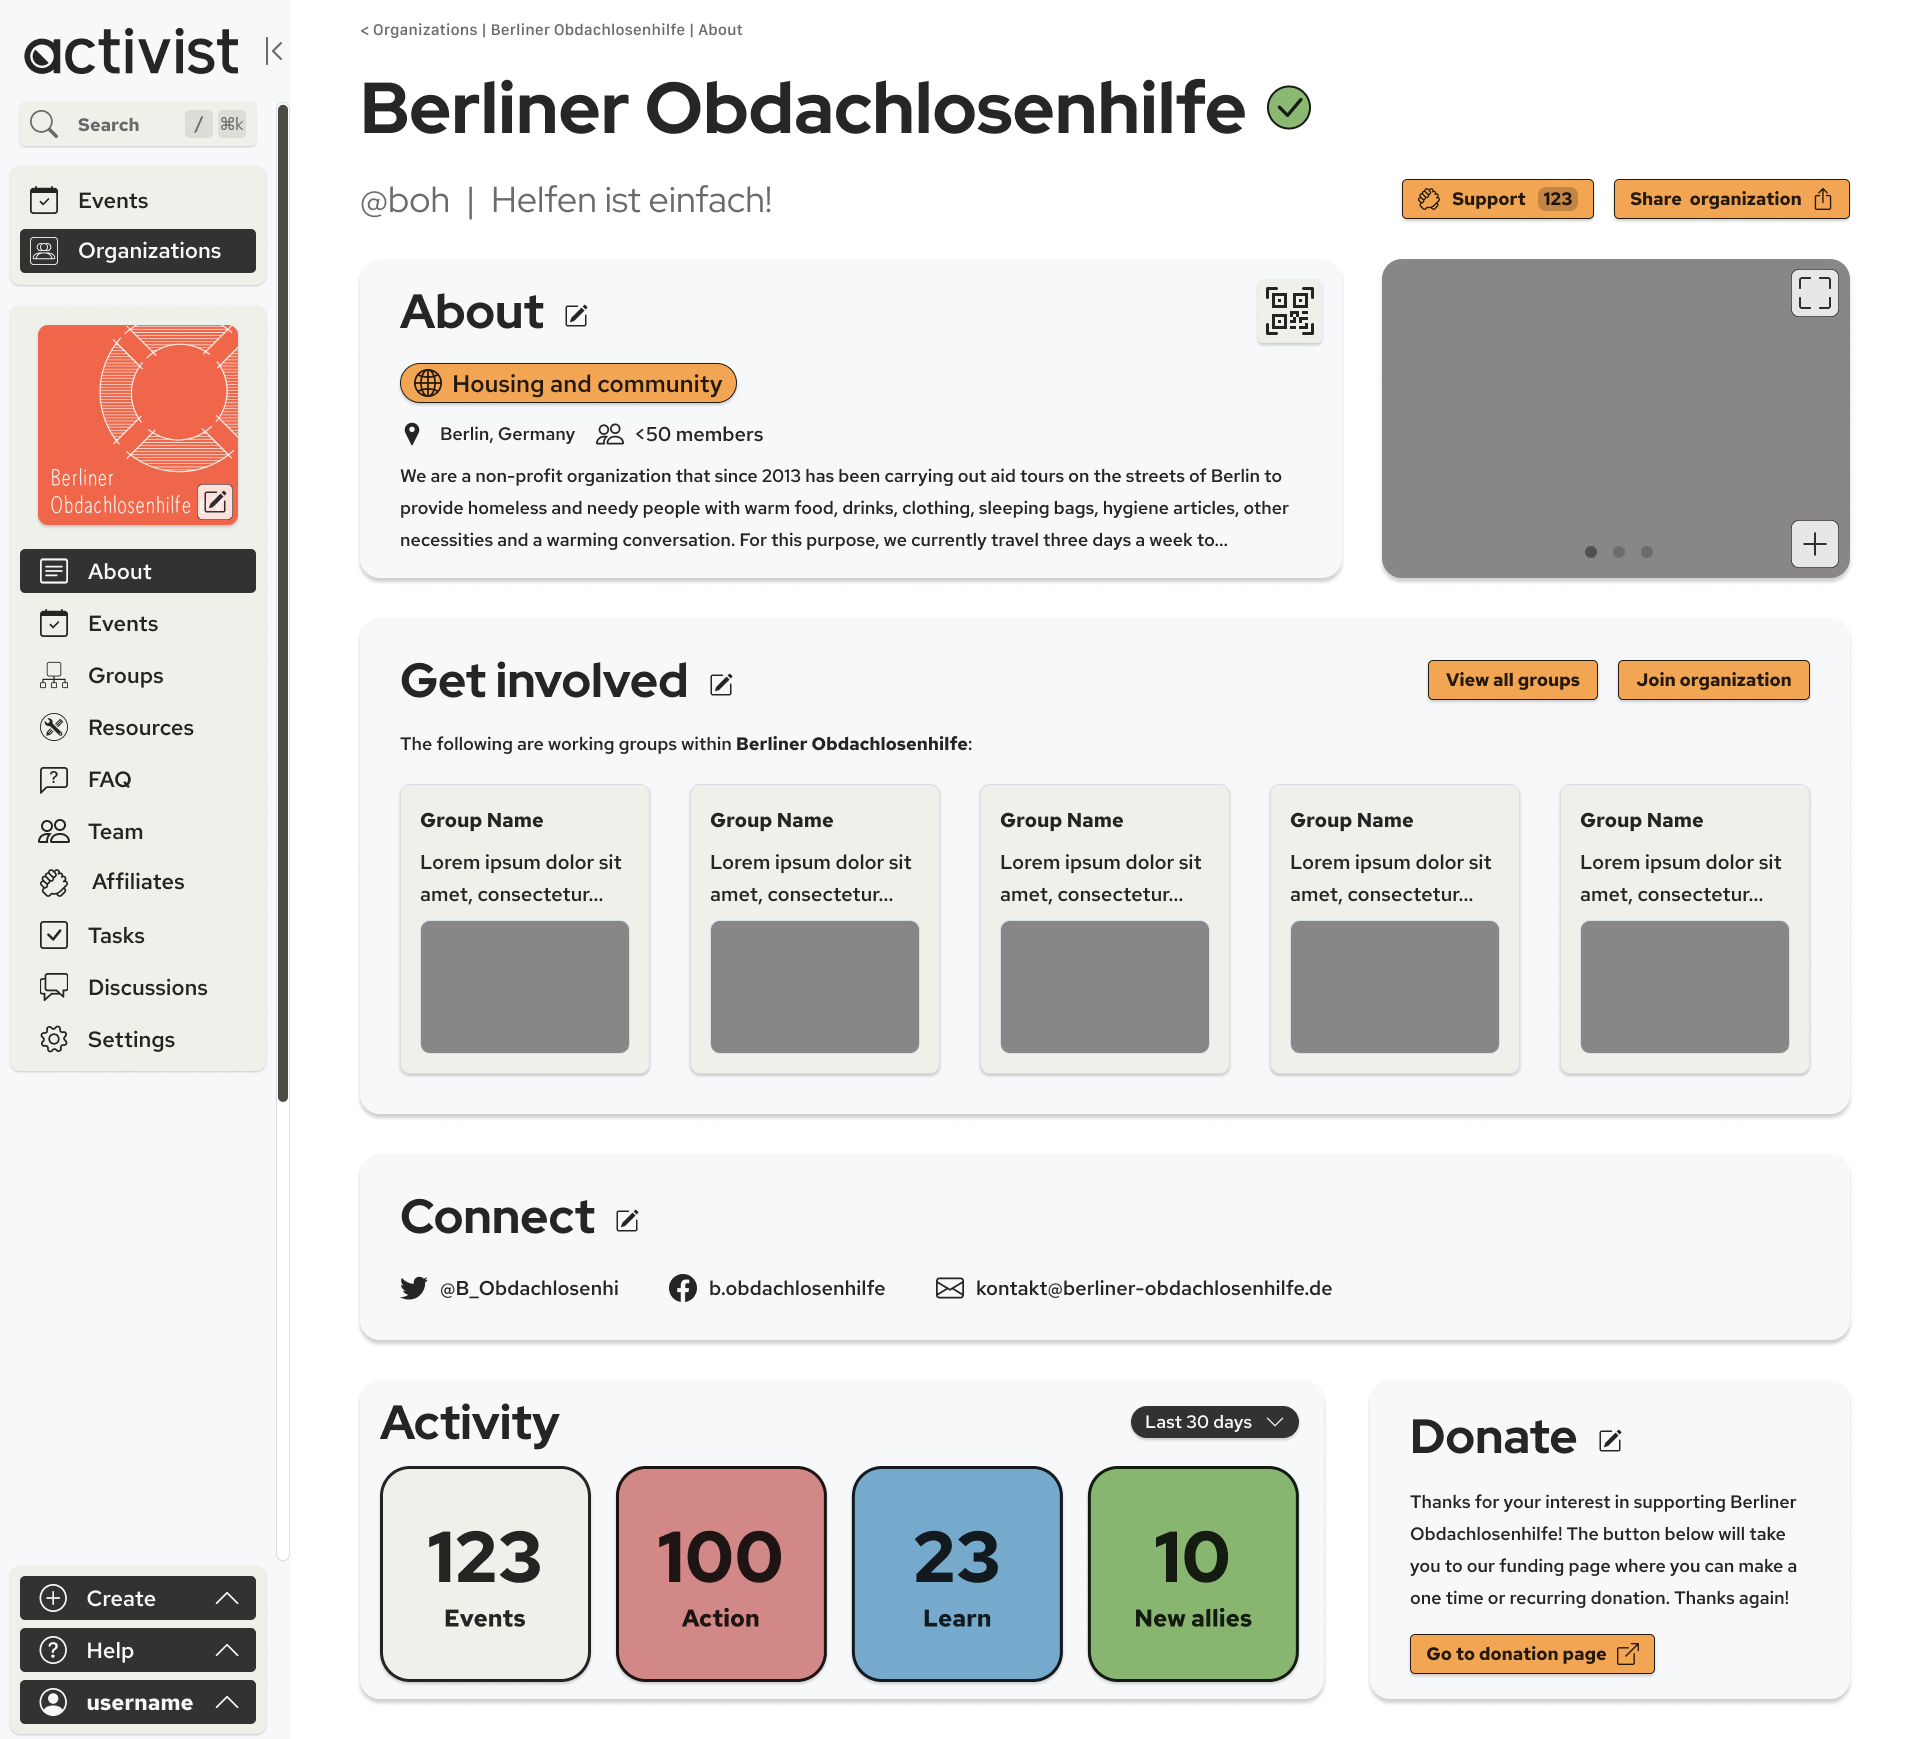 activist
Search / ⌘k
Events
Organizations
Berliner
Obdachlosenhilfe
About
Events
Groups
Resources
FAQ
Team
Affiliates
Tasks
Discussions
Settings
Create
Help
username
< Organizations | Berliner Obdachlosenhilfe | About
Berliner Obdachlosenhilfe
@boh | Helfen ist einfach!
Support 123
Share organization
About
Housing and community
Berlin, Germany <50 members
We are a non-profit organization that since 2013 has been carrying out aid tours on the streets of Berlin to
provide homeless and needy people with warm food, drinks, clothing, sleeping bags, hygiene articles, other
necessities and a warming conversation. For this purpose, we currently travel three days a week to...
Get involved
View all groups
Join organization
The following are working groups within Berliner Obdachlosenhilfe:
Group Name
Lorem ipsum dolor sit
amet, consectetur...
Group Name
Lorem ipsum dolor sit
amet, consectetur...
Group Name
Lorem ipsum dolor sit
amet, consectetur...
Group Name
Lorem ipsum dolor sit
amet, consectetur...
Group Name
Lorem ipsum dolor sit
amet, consectetur...
Connect
@B_Obdachlosenhi
b.obdachlosenhilfe
kontakt@berliner-obdachlosenhilfe.de
Activity
Last 30 days
123
Events
100
Action
23
Learn
10
New allies
Donate
Thanks for your interest in supporting Berliner
Obdachlosenhilfe! The button below will take
you to our funding page where you can make a
one time or recurring donation. Thanks again!
Go to donation page